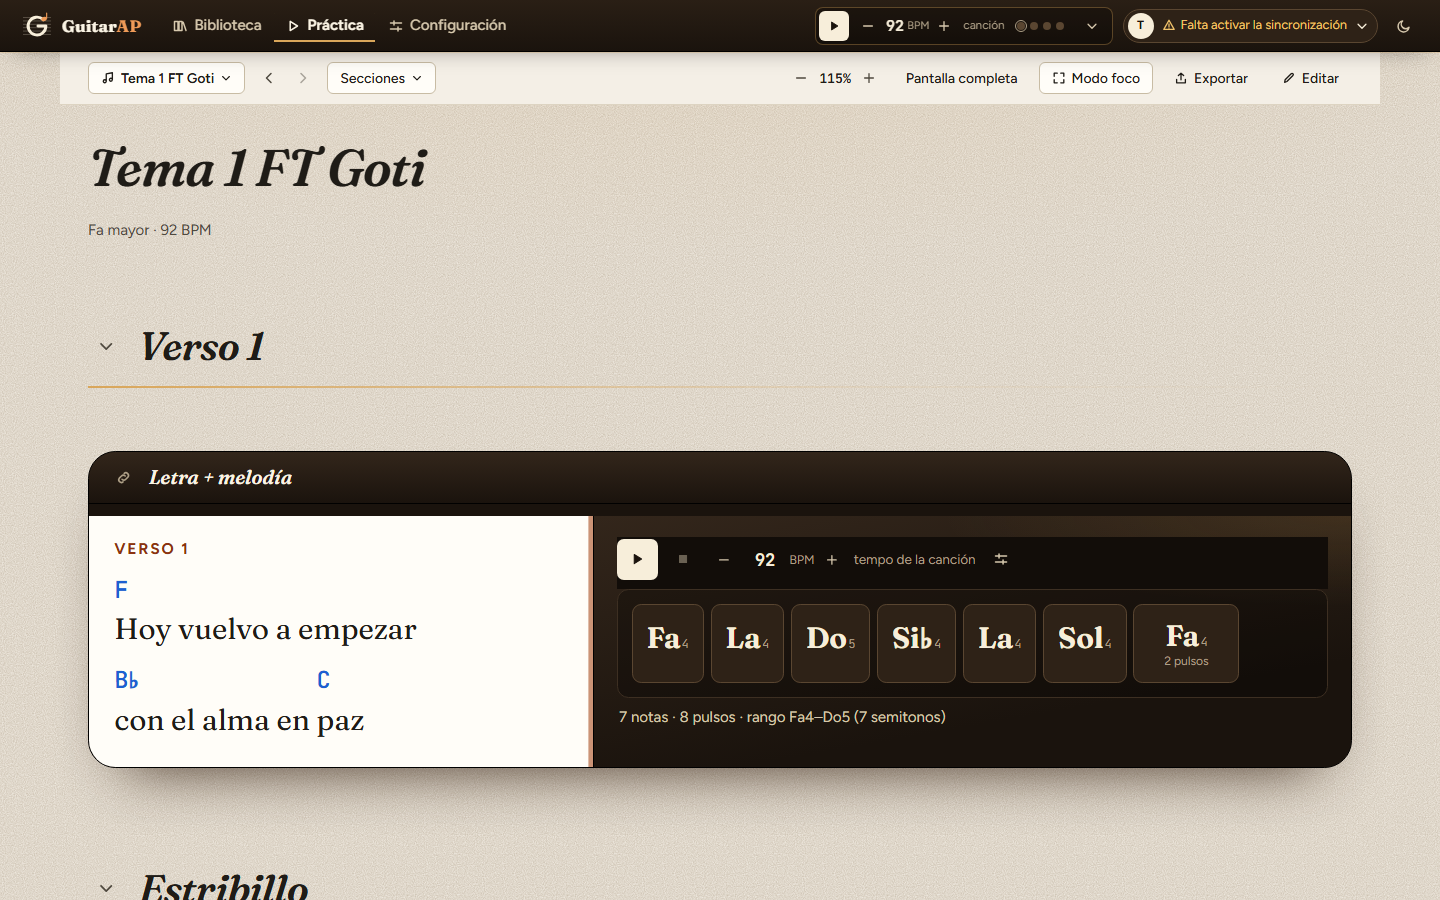 GuitarAP Biblioteca Práctica Configuración 92 BPM canción T Falta activar la sincronización
Tema 1 FT Goti Secciones 115% Pantalla completa Modo foco Exportar Editar
Tema 1 FT Goti
Fa mayor · 92 BPM
Verso 1
Letra + melodía
VERSO 1
F
Hoy vuelvo a empezar
B♭ C
con el alma en paz
92 BPM tempo de la canción
Fa4 La4 Do5 Si♭4 La4 Sol4 Fa4
2 pulsos
7 notas · 8 pulsos · rango Fa4–Do5 (7 semitonos)
Estribillo